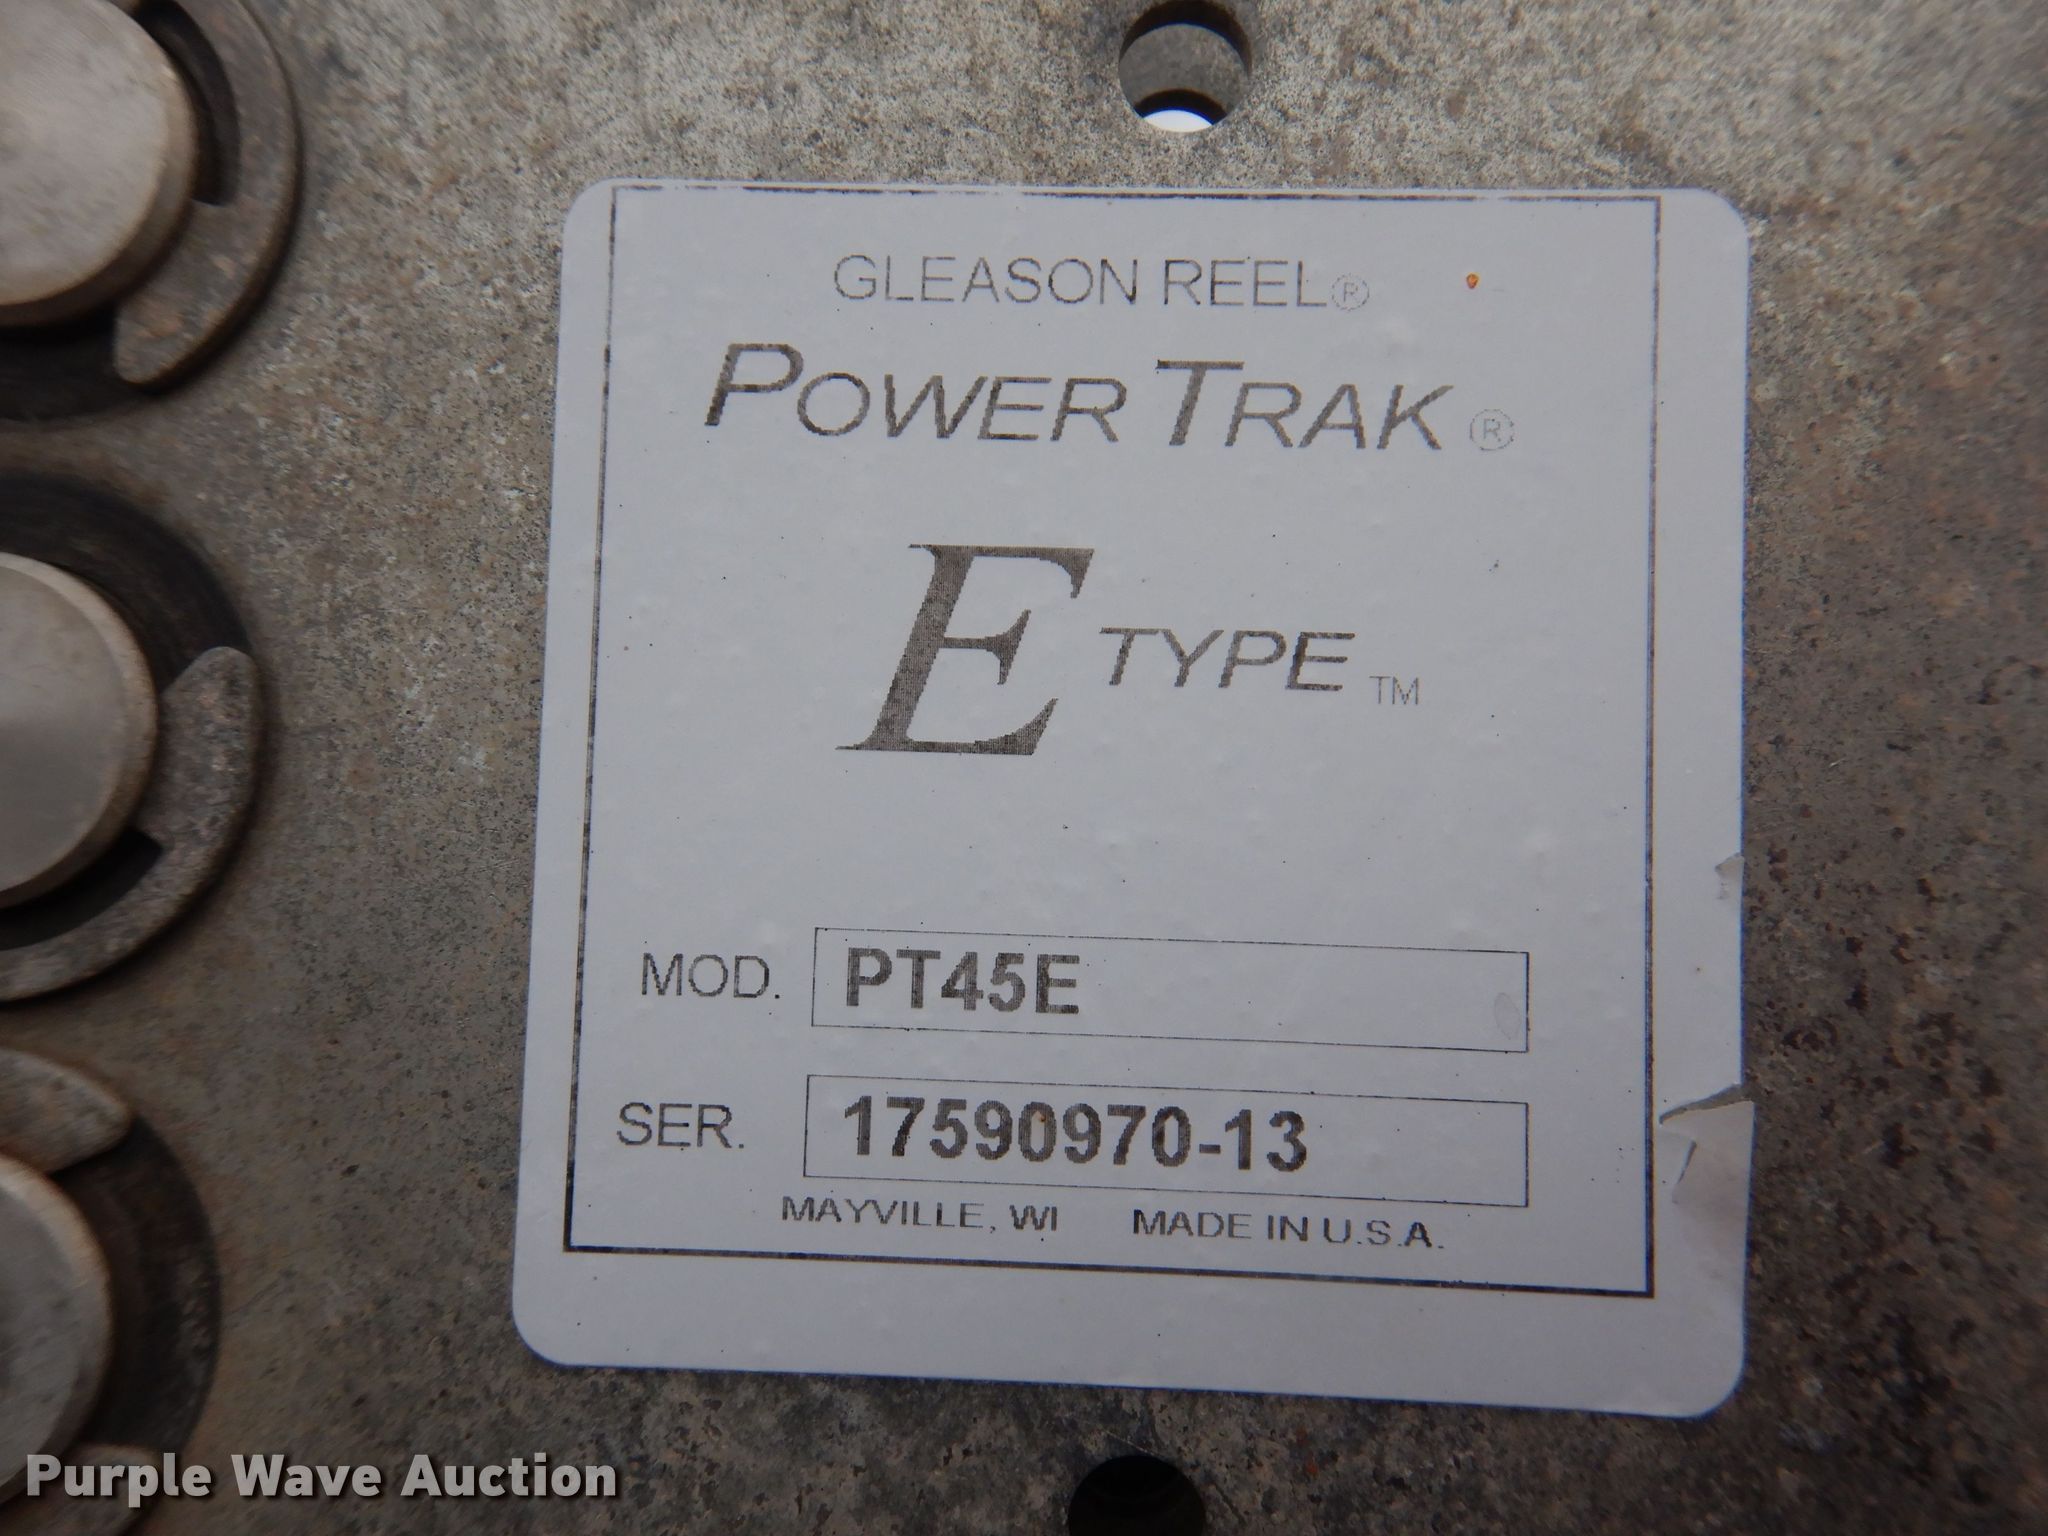 GLEASON REEL®
POWER TRAK®
E TYPE™
MOD. PT45E
SER. 17590970-13
MAYVILLE, WI MADE IN U.S.A.
Purple Wave Auction